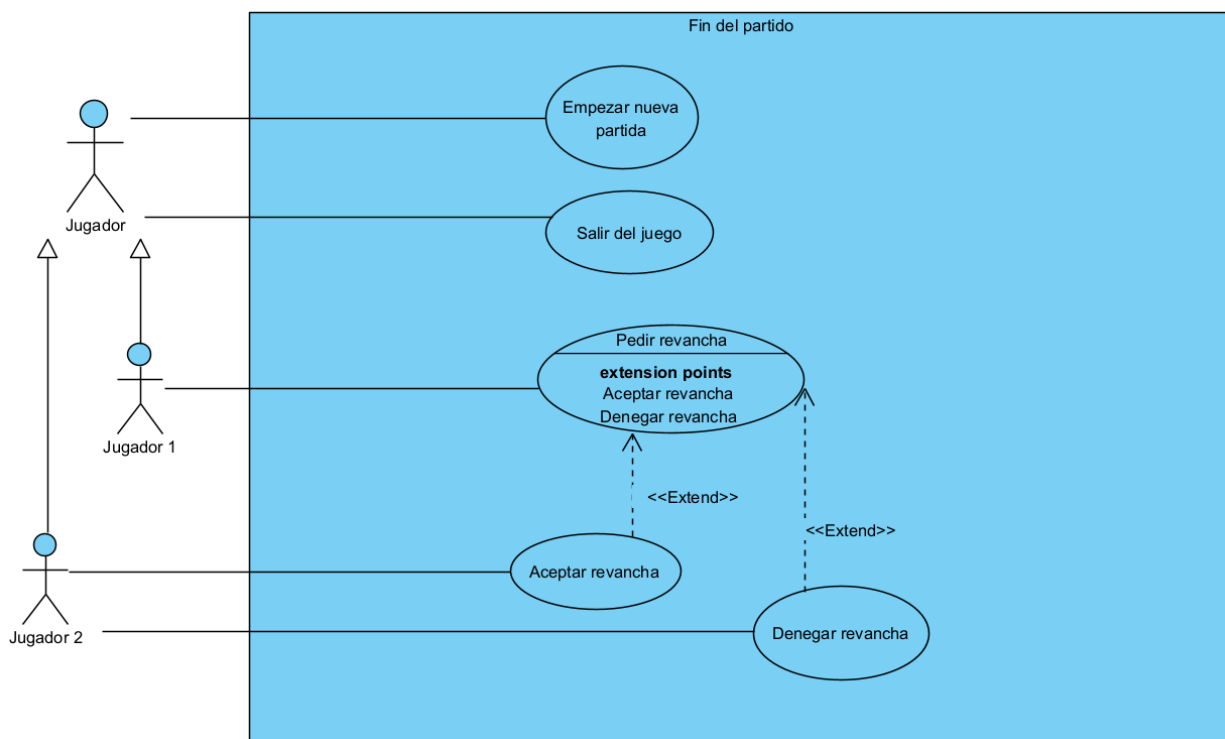 Fin del partido
Empezar nueva
partida
Jugador
Salir del juego
Pedir revancha
extension points
Aceptar revancha
Denegar revancha
Jugador 1
<<Extend>>
<<Extend>>
Aceptar revancha
Jugador 2
Denegar revancha